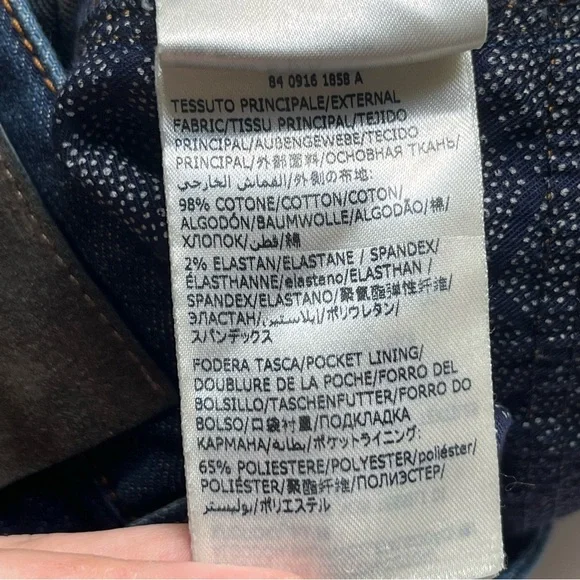 84 0916 1858 A
TESSUTO PRINCIPALE/EXTERNAL
FABRIC/TISSU PRINCIPAL/TEJIDO
PRINCIPAL/AUßENGEWEBE/TECIDO
PRINCIPAL/外部面料/ОСНОВНАЯ ТКАНЬ/
القماش الخارجي/外側の布地:
98% COTONE/COTTON/COTON/
ALGODÓN/BAUMWOLLE/ALGODÃO/棉/
ХЛОПОК/قطن/綿
2% ELASTAN/ELASTANE / SPANDEX/
ÉLASTHANNE/elastano/ELASTHAN /
SPANDEX/ELASTANO/聚氨酯弹性纤维/
ЭЛАСТАН/إيلاستين/ポリウレタン/
スパンデックス
FODERA TASCA/POCKET LINING/
DOUBLURE DE LA POCHE/FORRO DEL
BOLSILLO/TASCHENFUTTER/FORRO DO
BOLSO/口袋衬里/ПОДКЛАДКА
КАРМАНА/بطانه/ポケットライニング:
65% POLIESTERE/POLYESTER/poliéster/
POLIÉSTER/聚酯纤维/ПОЛИЭСТЕР/
بوليستر/ポリエステル